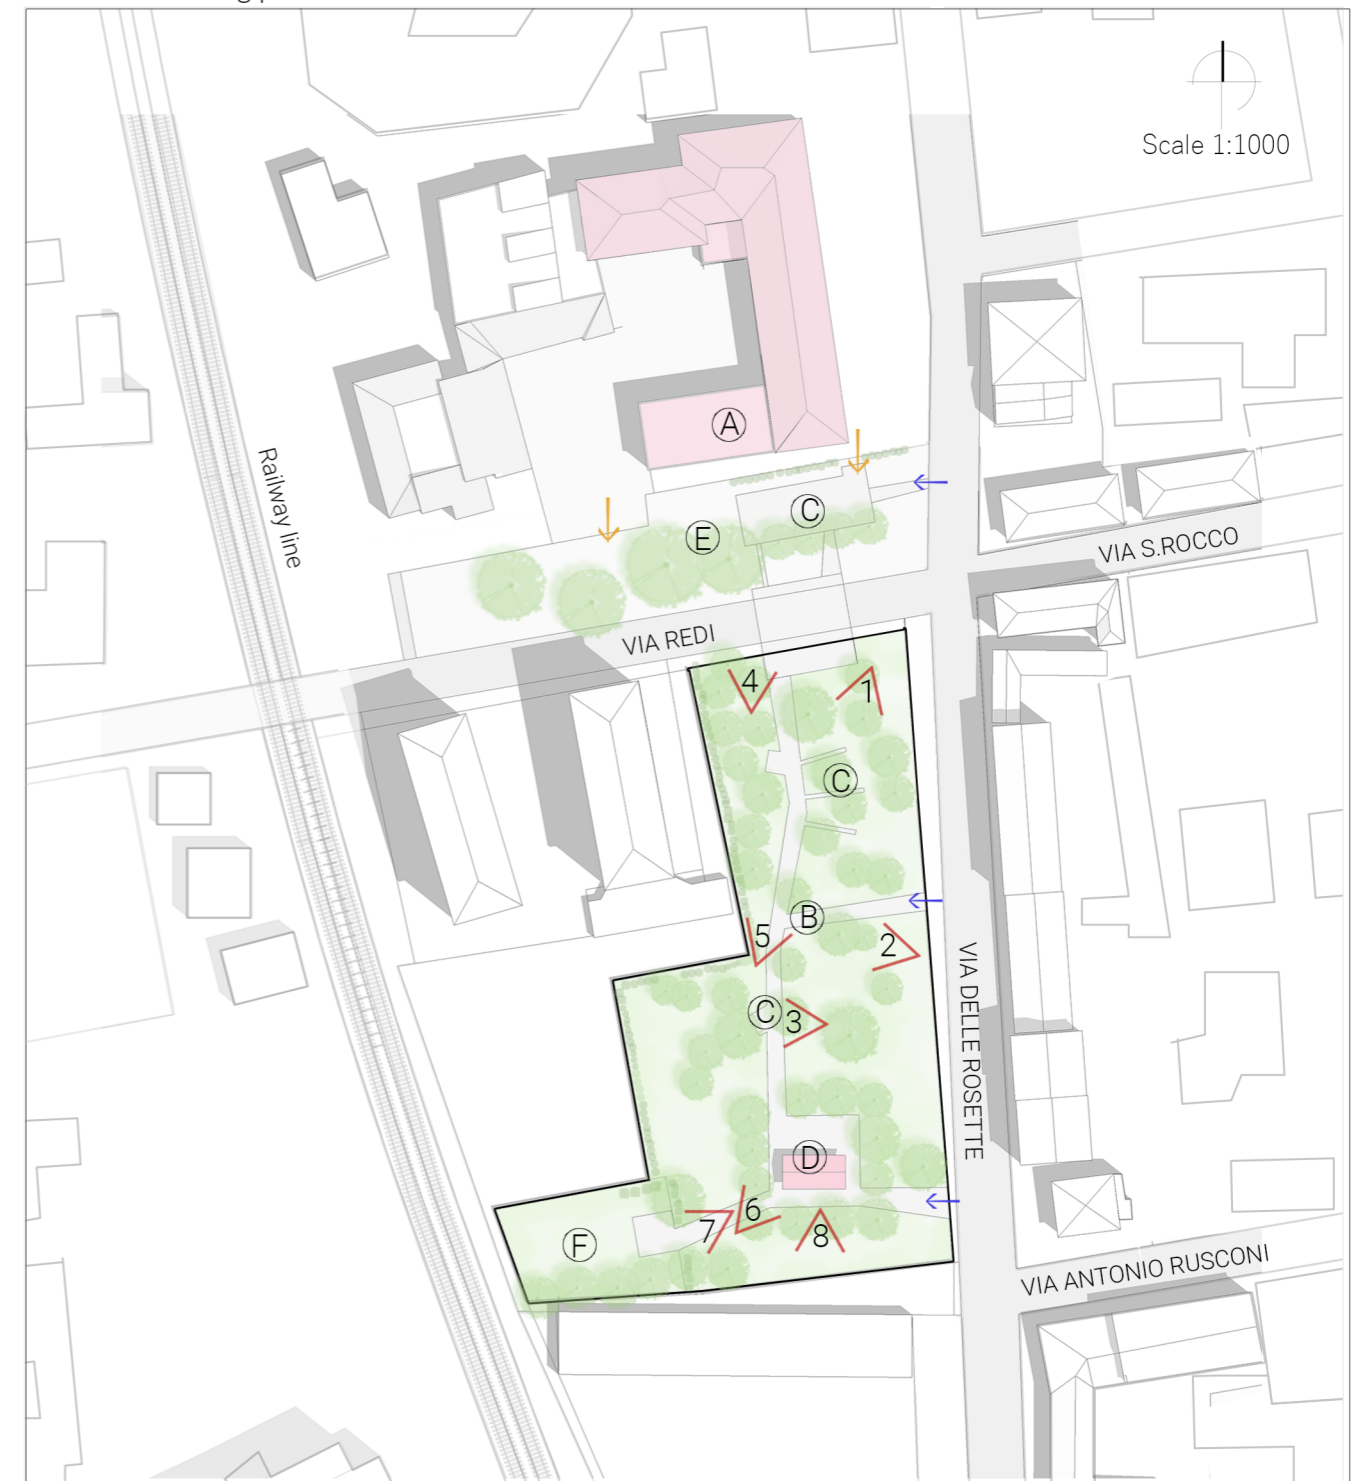 Scale 1:1000
A
Railway line
C
E
VIA S.ROCCO
VIA REDI
4
1
C
B
5
2
C
3
VIA DELLE ROSETTE
D
6
7
8
F
VIA ANTONIO RUSCONI